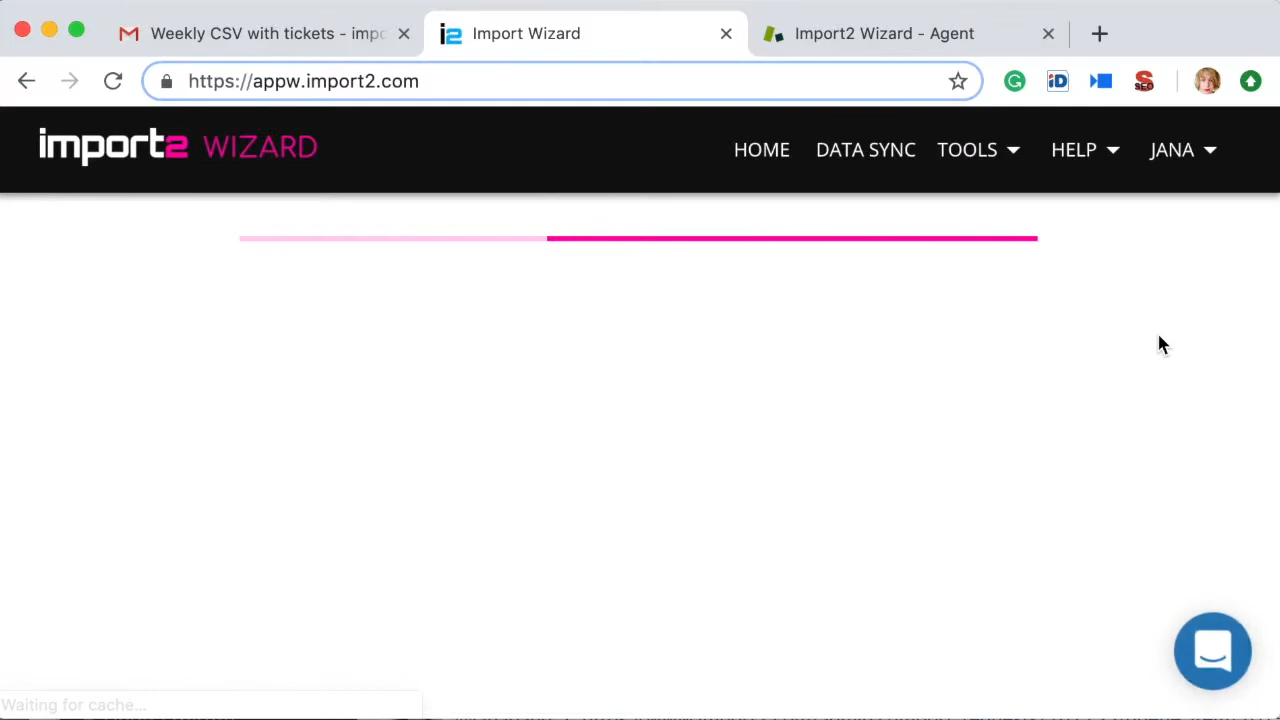 Weekly CSV with tickets - impo
Import Wizard
Import2 Wizard - Agent
https://appw.import2.com
import2 WIZARD
HOME
DATA SYNC
TOOLS
HELP
JANA
Waiting for cache...